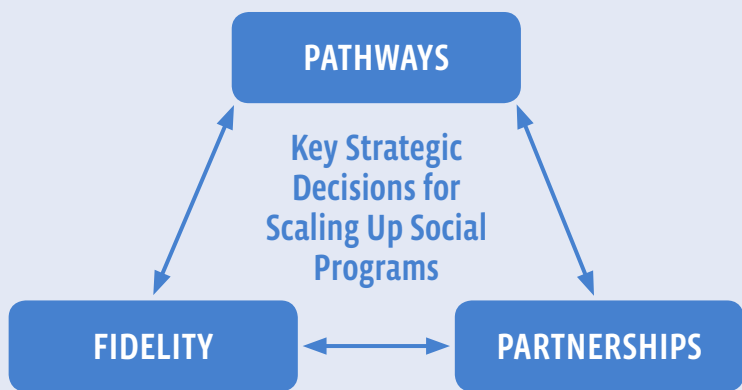 PATHWAYS
Key Strategic
Decisions for
Scaling Up Social
Programs
FIDELITY
PARTNERSHIPS